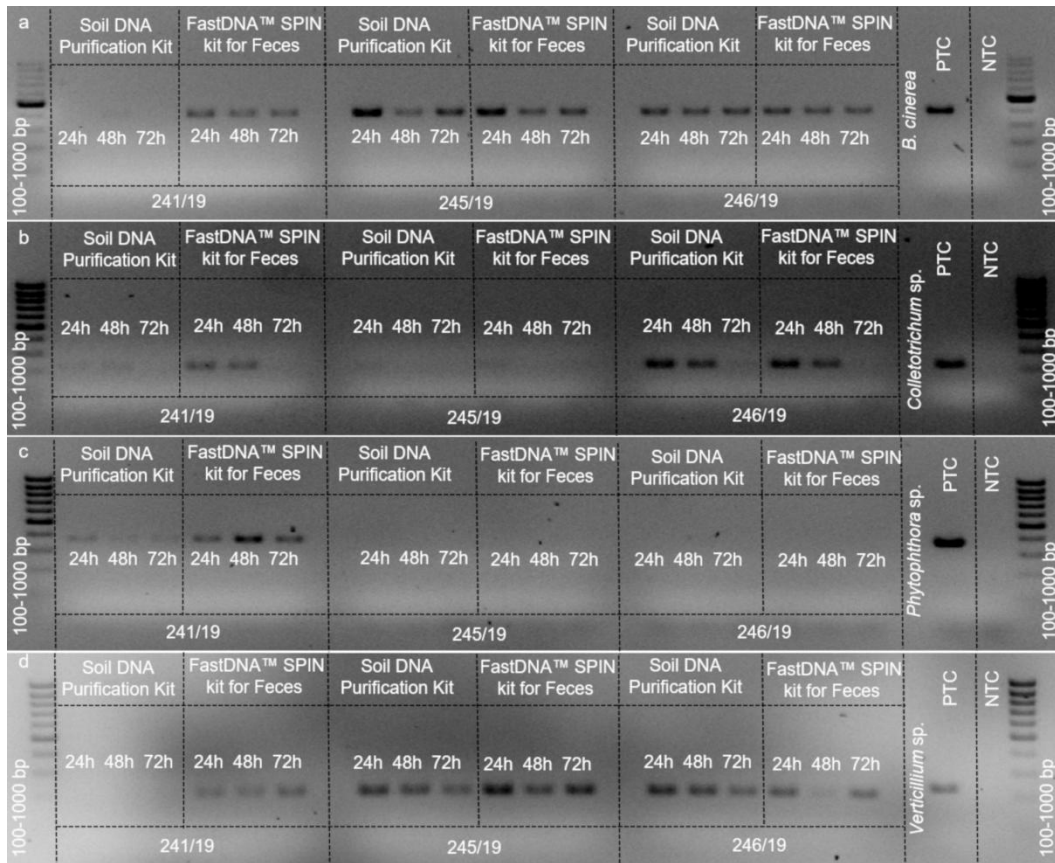 a
Soil DNA
Purification Kit
FastDNA™ SPIN
kit for Feces
Soil DNA
Purification Kit
FastDNA™ SPIN
kit for Feces
Soil DNA
Purification Kit
FastDNA™ SPIN
kit for Feces
100-1000 bp
24h 48h 72h
24h 48h 72h
24h 48h 72h
24h 48h 72h
24h 48h 72h
24h 48h 72h
241/19
245/19
246/19
B. cinerea
PTC
NTC
100-1000 bp
b
Soil DNA
Purification Kit
FastDNA™ SPIN
kit for Feces
Soil DNA
Purification Kit
FastDNA™ SPIN
kit for Feces
Soil DNA
Purification Kit
FastDNA™ SPIN
kit for Feces
100-1000 bp
24h 48h 72h
24h 48h 72h
24h 48h 72h
24h 48h 72h
24h 48h 72h
24h 48h 72h
241/19
245/19
246/19
Colletotrichum sp.
PTC
NTC
100-1000 bp
c
Soil DNA
Purification Kit
FastDNA™ SPIN
kit for Feces
Soil DNA
Purification Kit
FastDNA™ SPIN
kit for Feces
Soil DNA
Purification Kit
FastDNA™ SPIN
kit for Feces
100-1000 bp
24h 48h 72h
24h 48h 72h
24h 48h 72h
24h 48h 72h
24h 48h 72h
24h 48h 72h
241/19
245/19
246/19
Phytophthora sp.
PTC
NTC
100-1000 bp
d
Soil DNA
Purification Kit
FastDNA™ SPIN
kit for Feces
Soil DNA
Purification Kit
FastDNA™ SPIN
kit for Feces
Soil DNA
Purification Kit
FastDNA™ SPIN
kit for Feces
100-1000 bp
24h 48h 72h
24h 48h 72h
24h 48h 72h
24h 48h 72h
24h 48h 72h
24h 48h 72h
241/19
245/19
246/19
Verticillium sp.
PTC
NTC
100-1000 bp